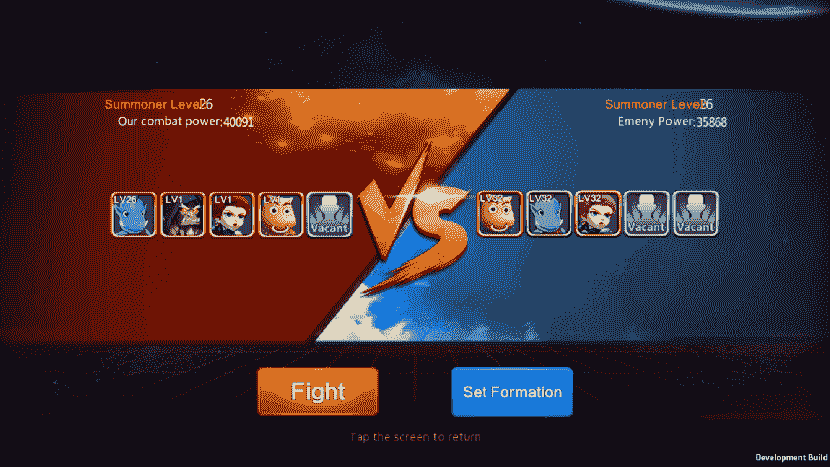 Summoner Level26
Our combat power:40091
Summoner Level26
Emeny Power:35868
LV26
LV1
LV1
LV1
Vacant
VS
LV32
LV32
LV32
Vacant
Vacant
Fight
Set Formation
Tap the screen to return
Development Build